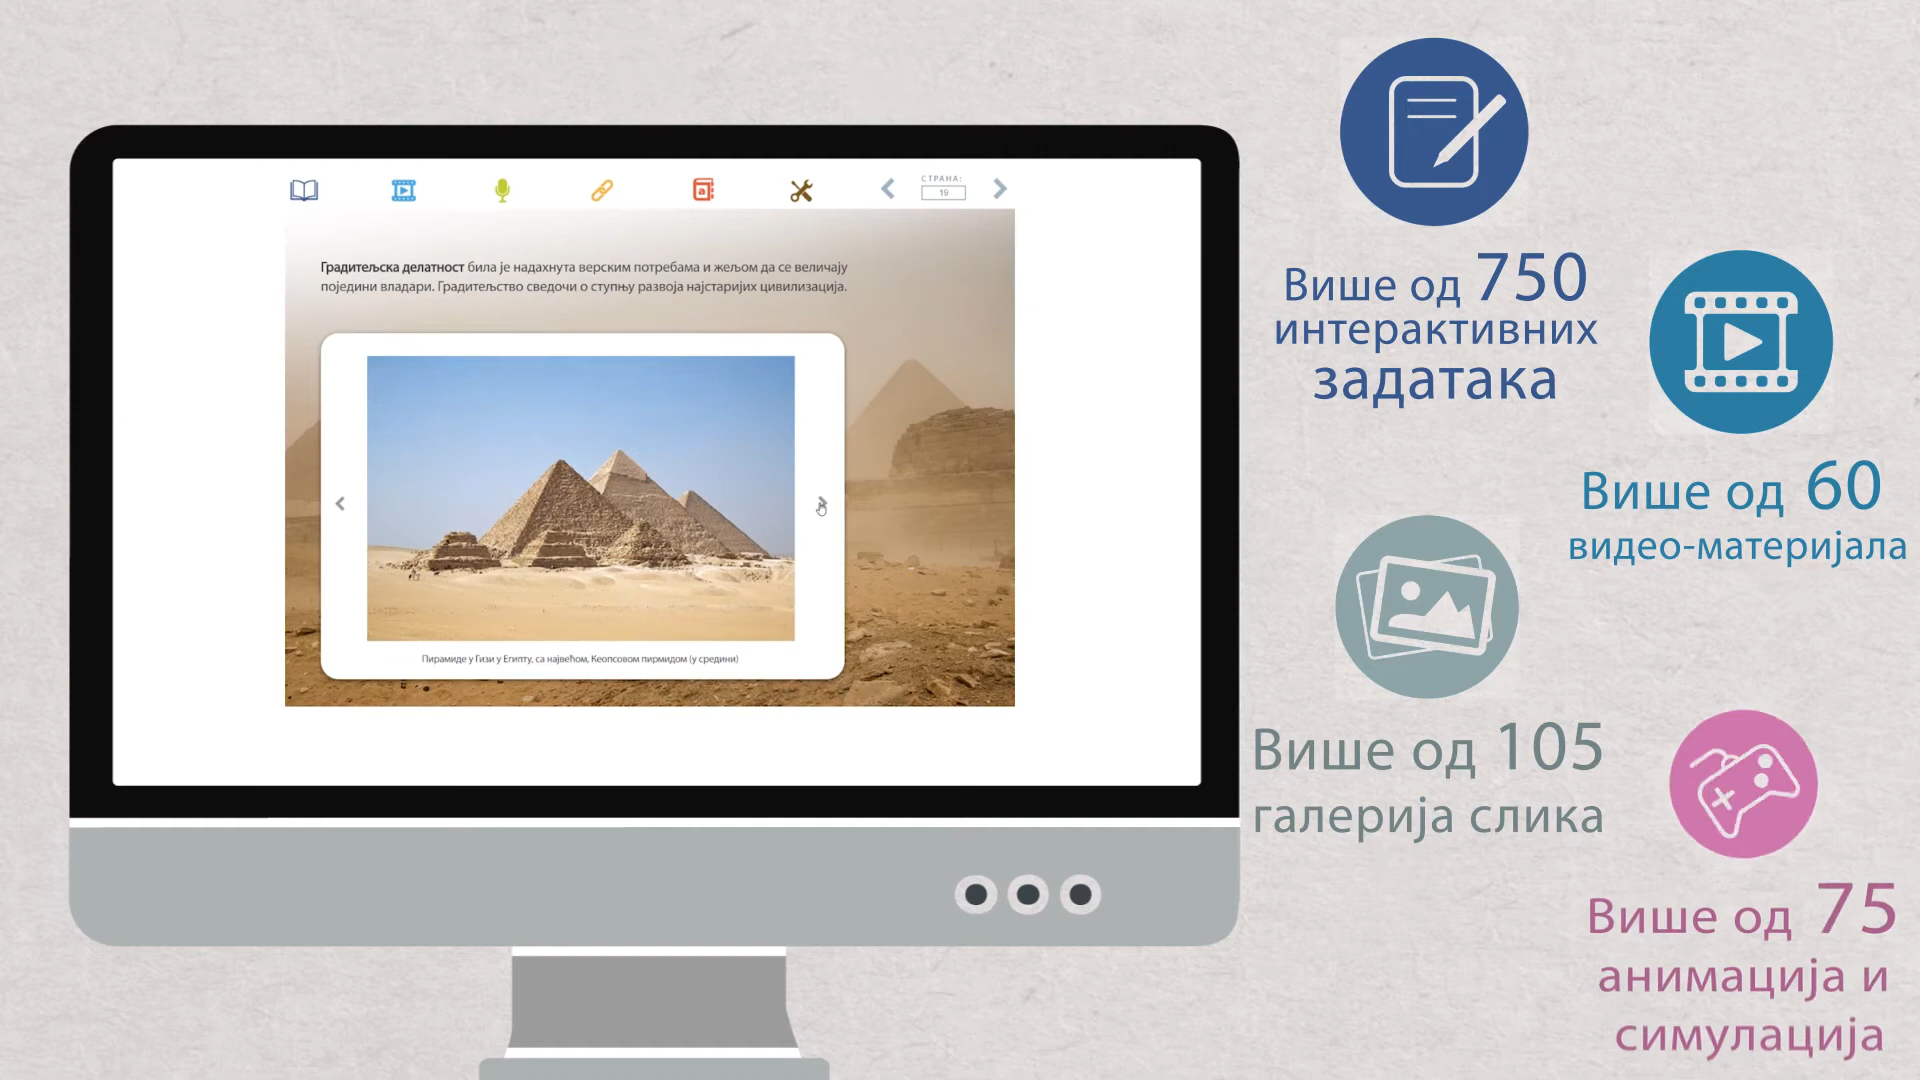 СТРАНА:
19
Градитељска делатност била је надахнута верским потребама и жељом да се величају
поједини владари. Градитељство сведочи о ступњу развоја најстаријих цивилизација.
Пирамиде у Гизи у Египту, са највећом, Кеопсовом пирмидом (у средини)
Више од 750
интерактивних
задатака
Више од 60
видео-материјала
Више од 105
галерија слика
Више од 75
анимација и
симулација